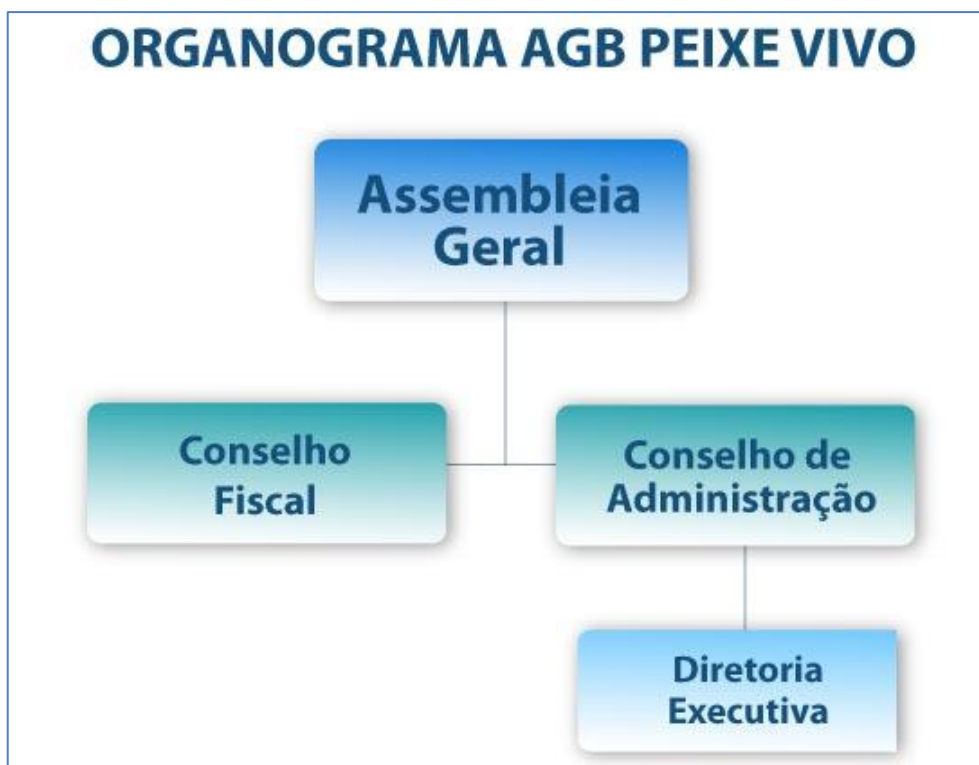 ORGANOGRAMA AGB PEIXE VIVO
Assembleia
Geral
Conselho
Fiscal
Conselho de
Administração
Diretoria
Executiva